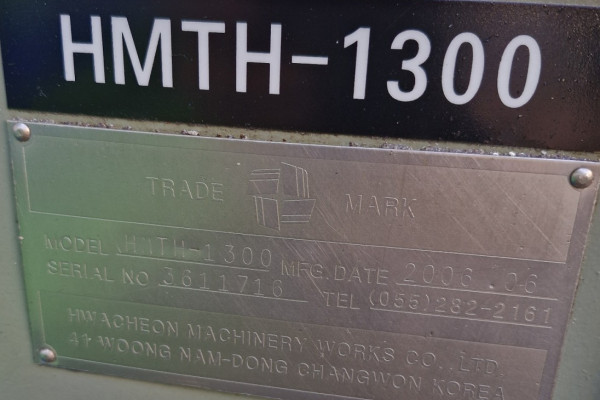 HMTH-1300
TRADE MARK
MODEL HMTH-1300 MFG.DATE 2006.06
SERIAL NO 3611716 TEL (055)282-2161
HWACHEON MACHINERY WORKS CO.,LTD.
41 WOONG NAM-DONG CHANGWON KOREA